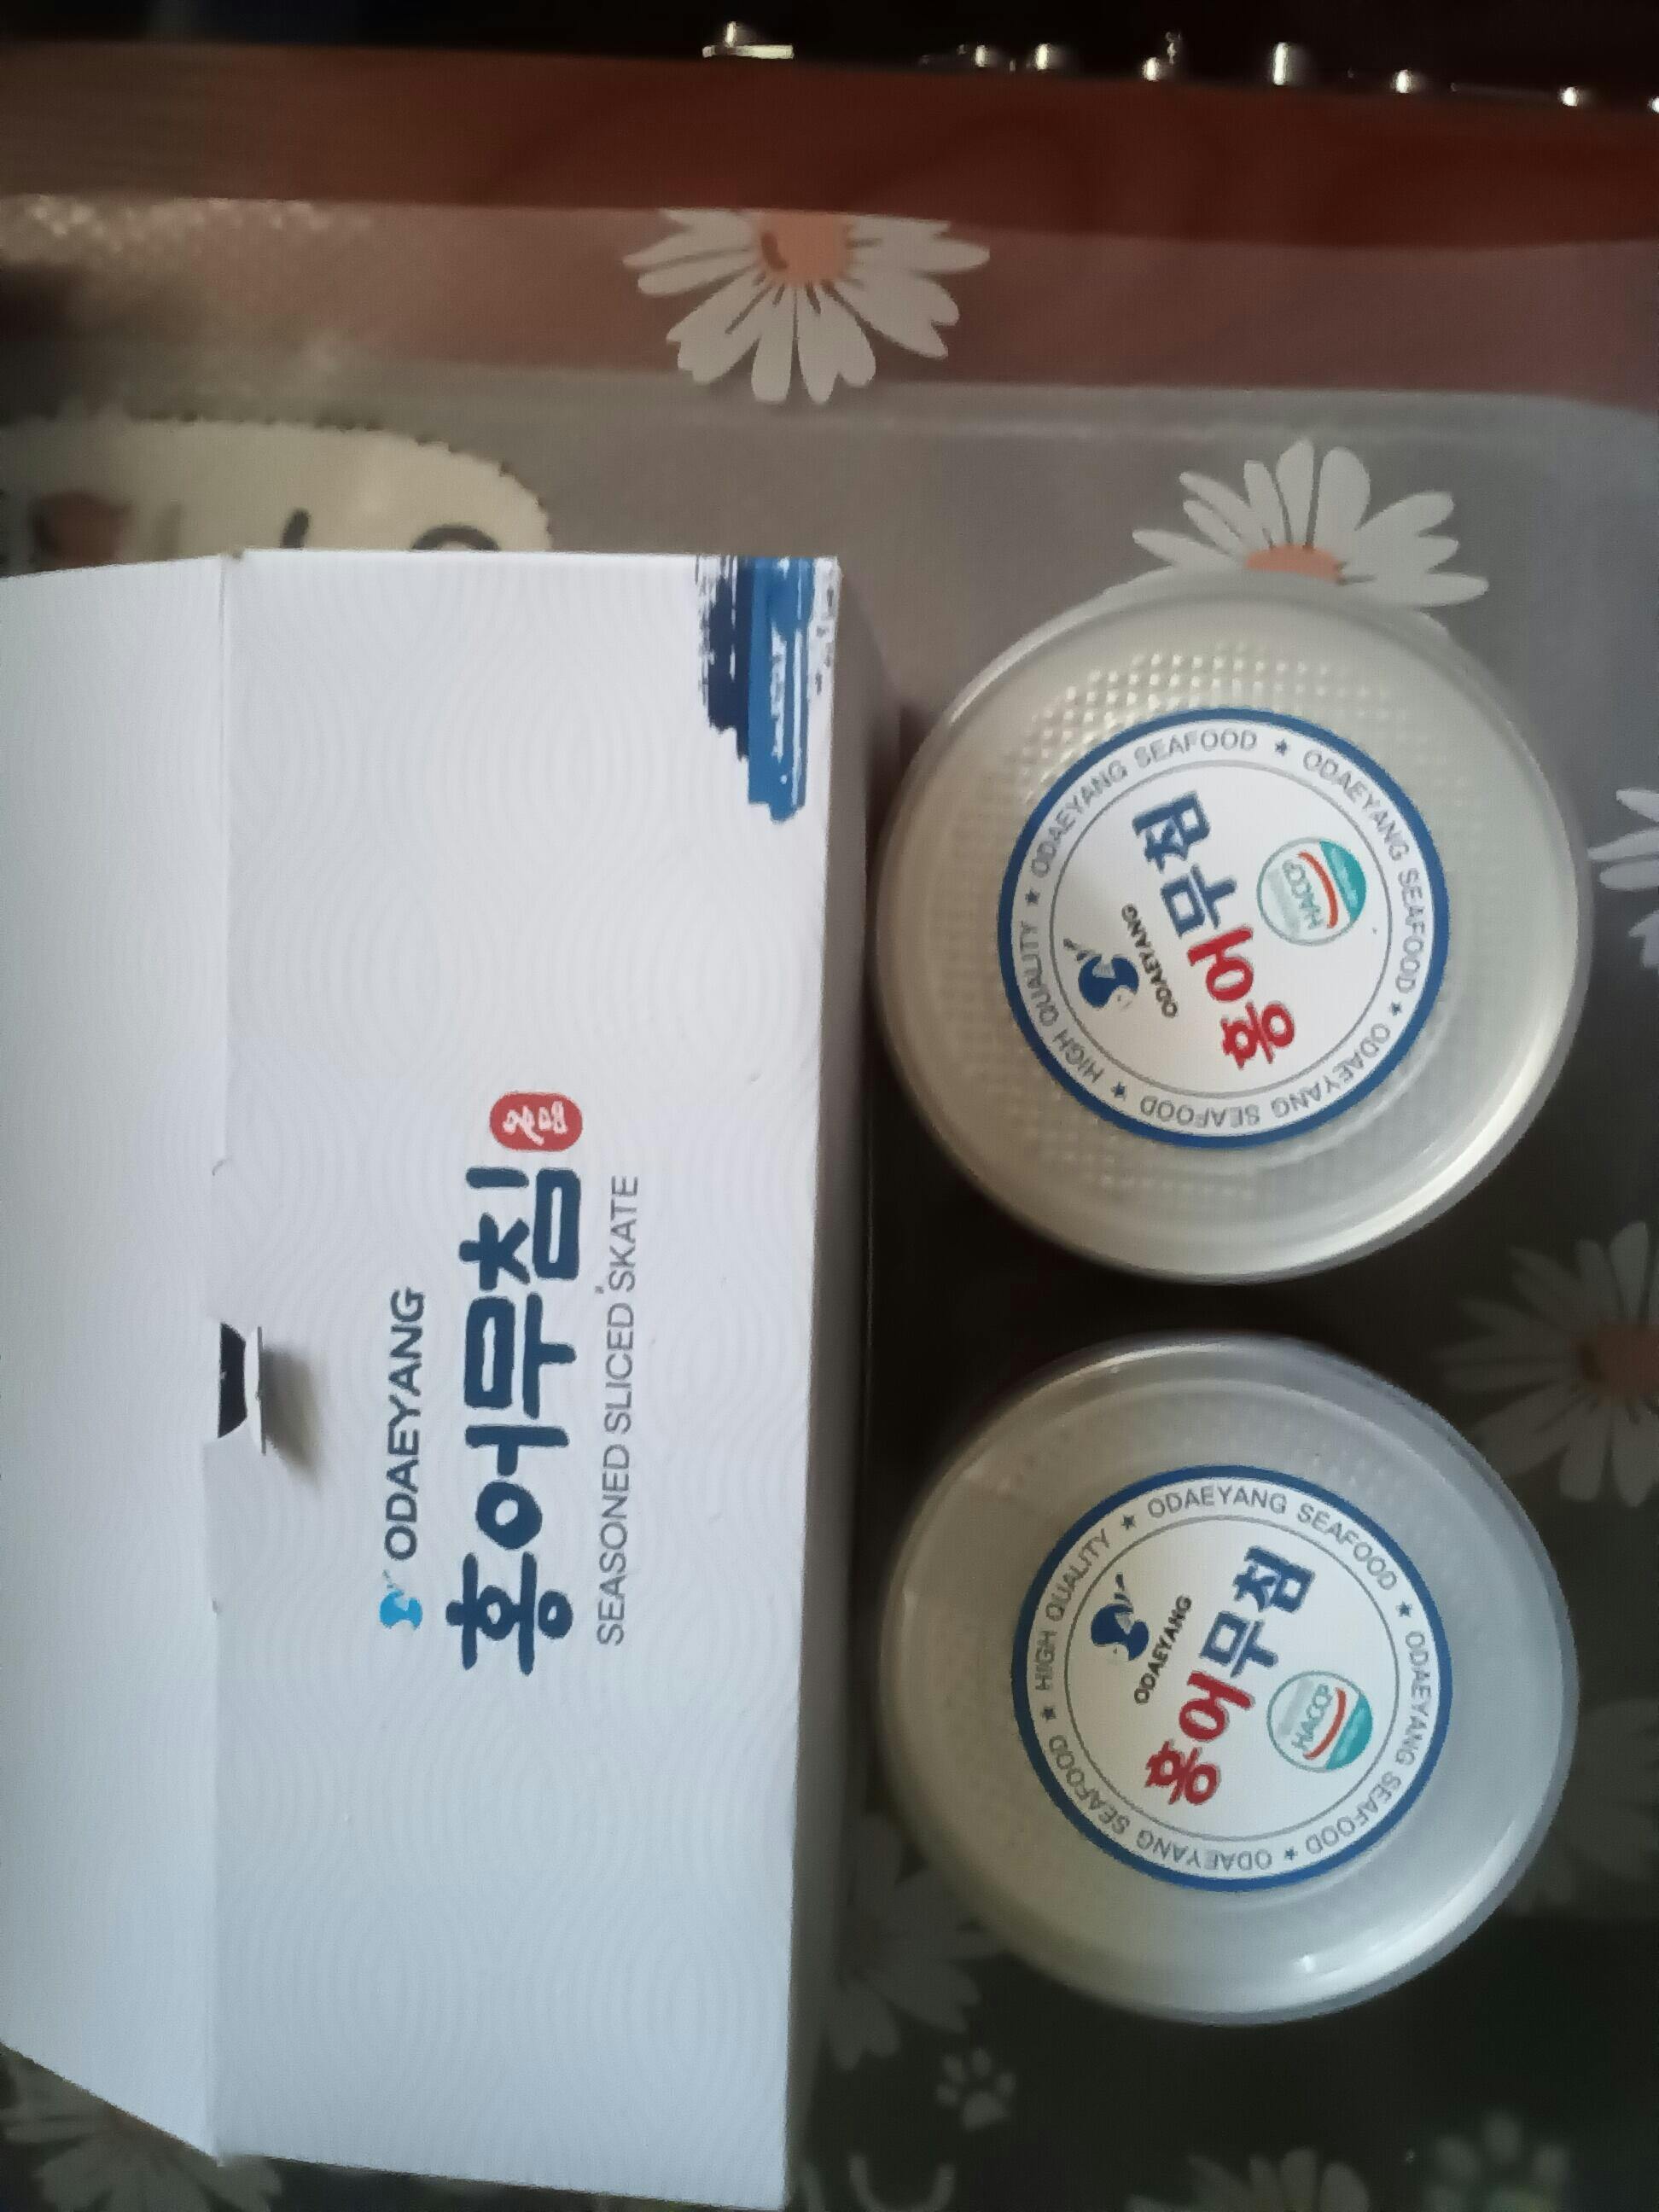 ODAEYANG
홍어무침
SEASONED SLICED SKATE
HIGH QUALITY ★ ODAEYANG SEAFOOD ★ ODAEYANG SEAFOOD ★ ODAEYANG SEAFOOD ★
ODAEYANG
홍어무침
HACCP
HIGH QUALITY ★ ODAEYANG SEAFOOD ★ ODAEYANG SEAFOOD ★ ODAEYANG SEAFOOD ★
ODAEYANG
홍어무침
HACCP